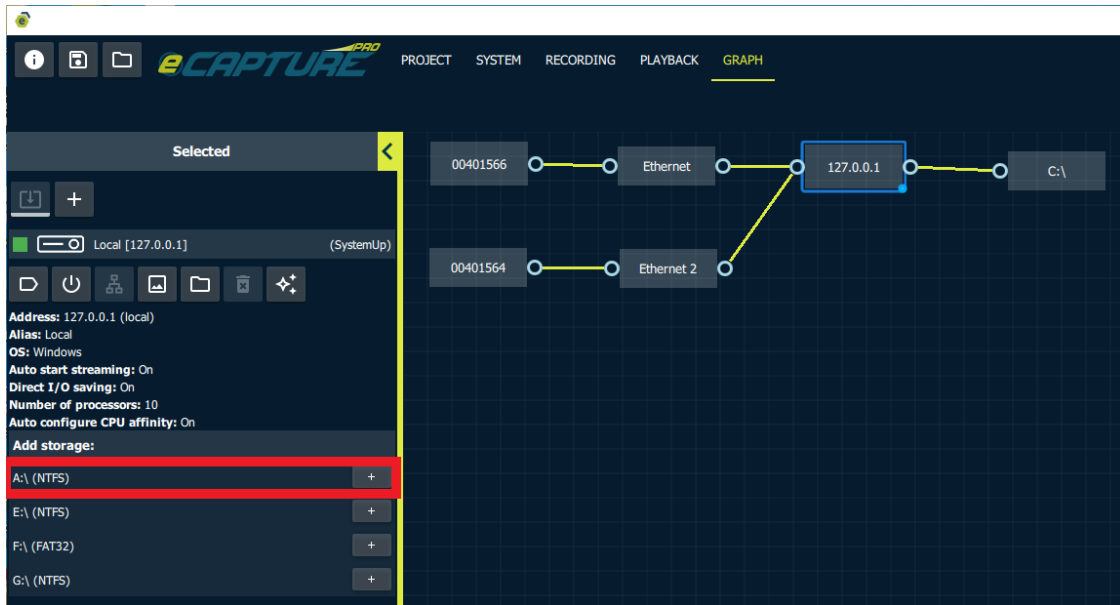 eCAPTURE PRO
PROJECT SYSTEM RECORDING PLAYBACK GRAPH
Selected
Local [127.0.0.1] (SystemUp)
Address: 127.0.0.1 (local)
Alias: Local
OS: Windows
Auto start streaming: On
Direct I/O saving: On
Number of processors: 10
Auto configure CPU affinity: On
Add storage:
A:\ (NTFS) +
E:\ (NTFS) +
F:\ (FAT32) +
G:\ (NTFS) +
00401566
Ethernet
127.0.0.1
C:\
00401564
Ethernet 2